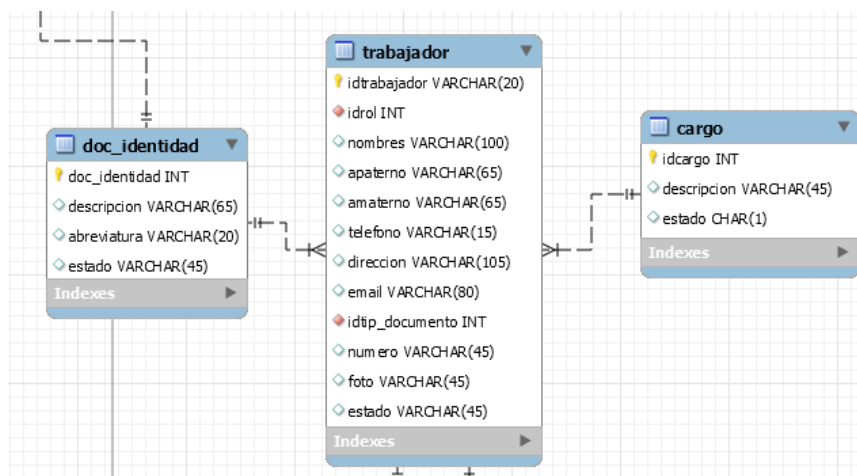 doc_identidad
doc_identidad INT
descripcion VARCHAR(65)
abreviatura VARCHAR(20)
estado VARCHAR(45)
Indexes
trabajador
idtrabajador VARCHAR(20)
idrol INT
nombres VARCHAR(100)
apaterno VARCHAR(65)
amaterno VARCHAR(65)
telefono VARCHAR(15)
direccion VARCHAR(105)
email VARCHAR(80)
idtip_documento INT
numero VARCHAR(45)
foto VARCHAR(45)
estado VARCHAR(45)
Indexes
cargo
idcargo INT
descripcion VARCHAR(45)
estado CHAR(1)
Indexes